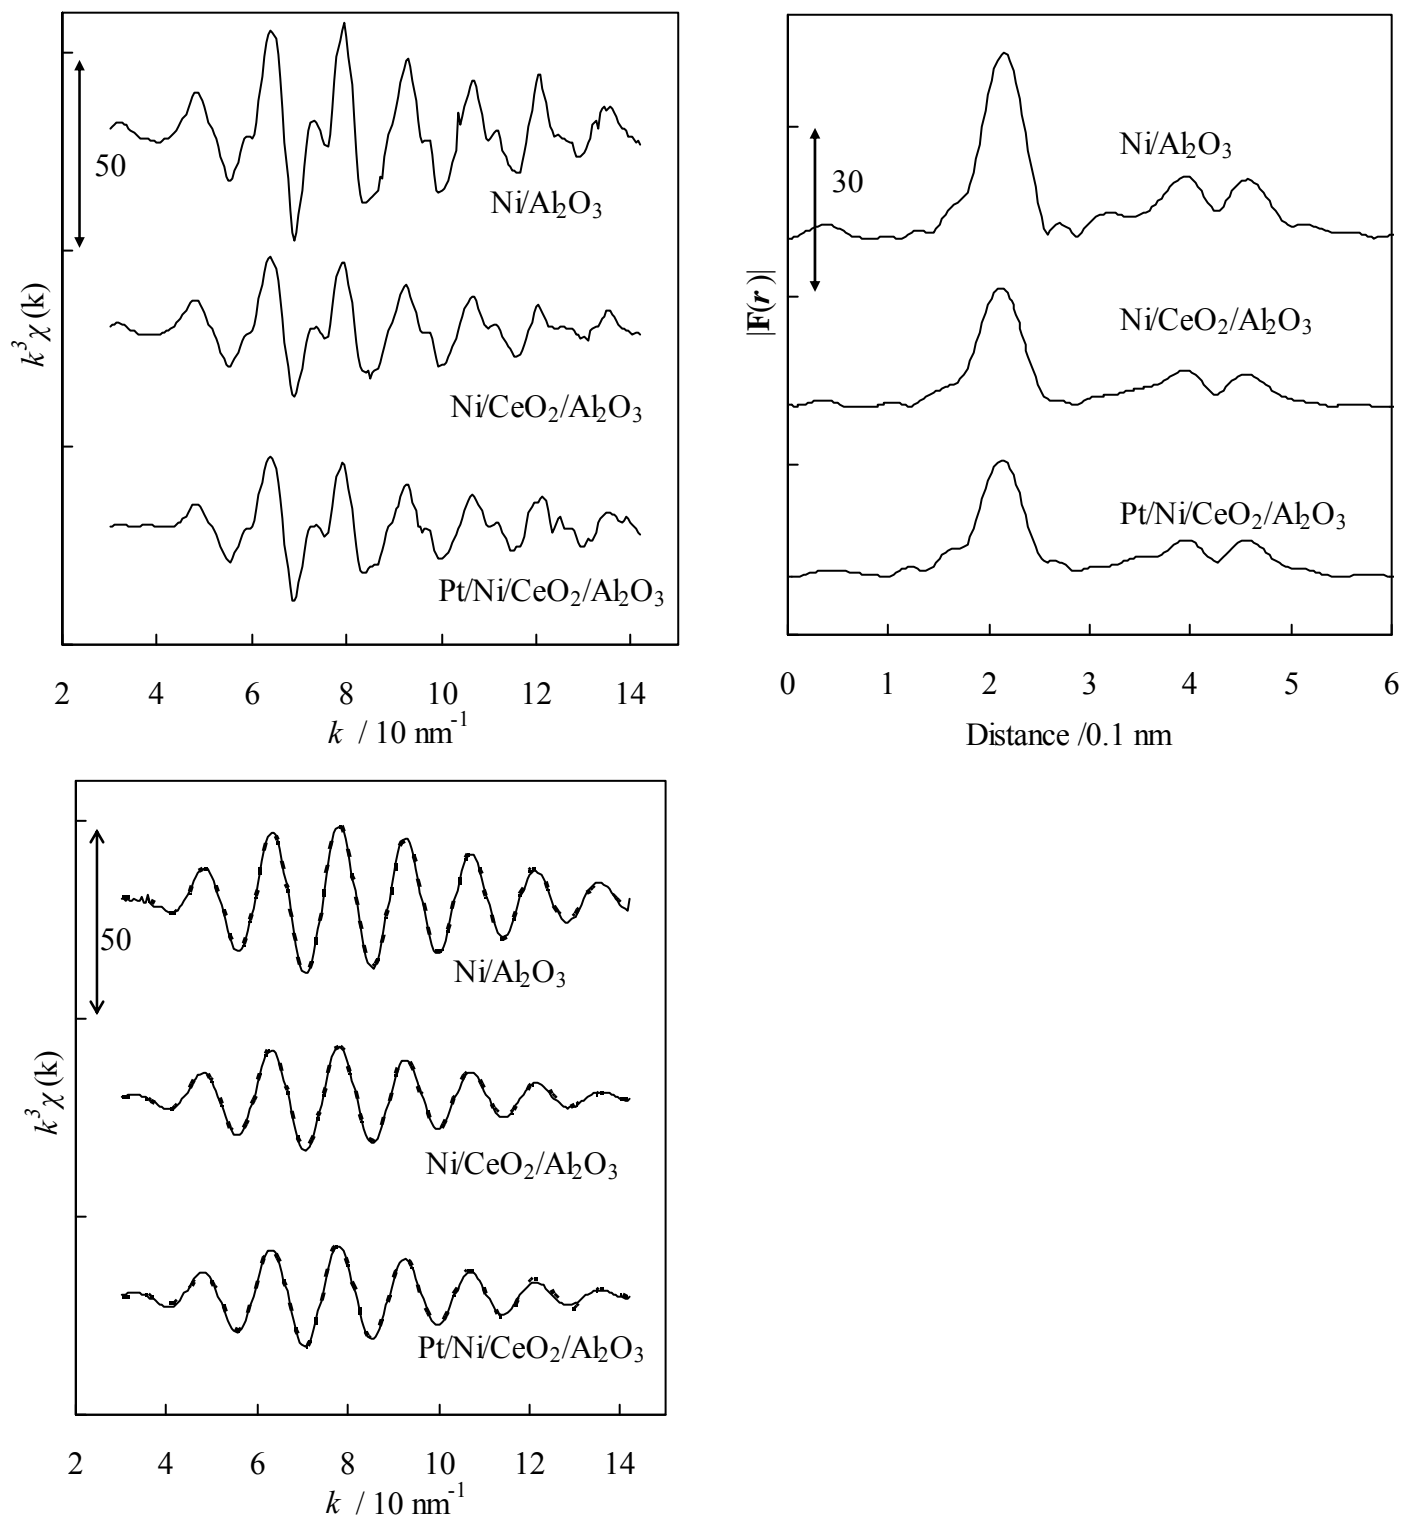 50
Ni/Al₂O₃
Ni/CeO₂/Al₂O₃
Pt/Ni/CeO₂/Al₂O₃
k³χ(k)
2 4 6 8 10 12 14
k / 10 nm⁻¹
30
Ni/Al₂O₃
Ni/CeO₂/Al₂O₃
Pt/Ni/CeO₂/Al₂O₃
|F(r)|
0 1 2 3 4 5 6
Distance /0.1 nm
50
Ni/Al₂O₃
Ni/CeO₂/Al₂O₃
Pt/Ni/CeO₂/Al₂O₃
k³χ(k)
2 4 6 8 10 12 14
k / 10 nm⁻¹